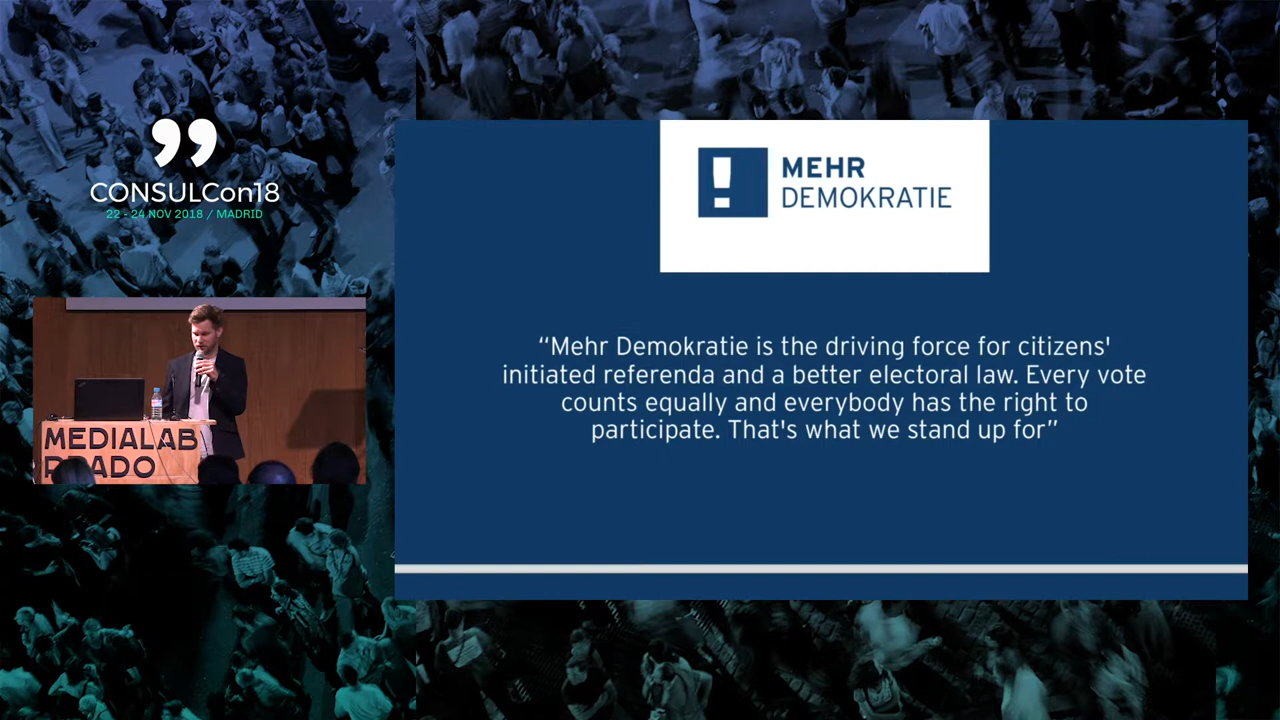 CONSULCon18
22 - 24 NOV 2018 / MADRID
MEHR
DEMOKRATIE
“Mehr Demokratie is the driving force for citizens'
initiated referenda and a better electoral law. Every vote
counts equally and everybody has the right to
participate. That's what we stand up for”
MEDIALAB
PRADO